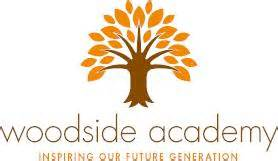 woodside academy
INSPIRING OUR FUTURE GENERATION